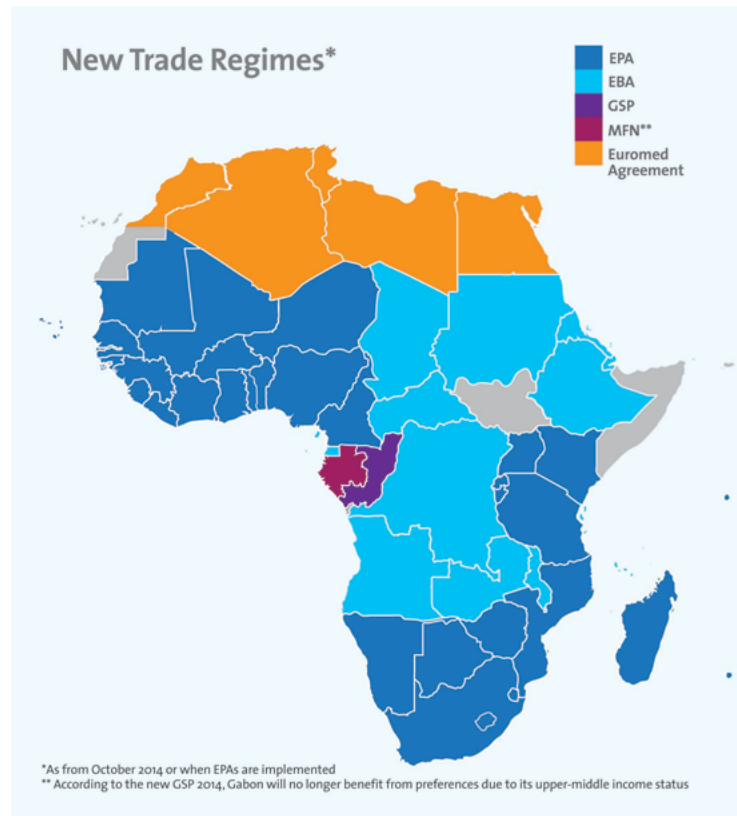 New Trade Regimes*
EPA
EBA
GSP
MFN**
Euromed
Agreement
*As from October 2014 or when EPAs are implemented
** According to the new GSP 2014, Gabon will no longer benefit from preferences due to its upper-middle income status